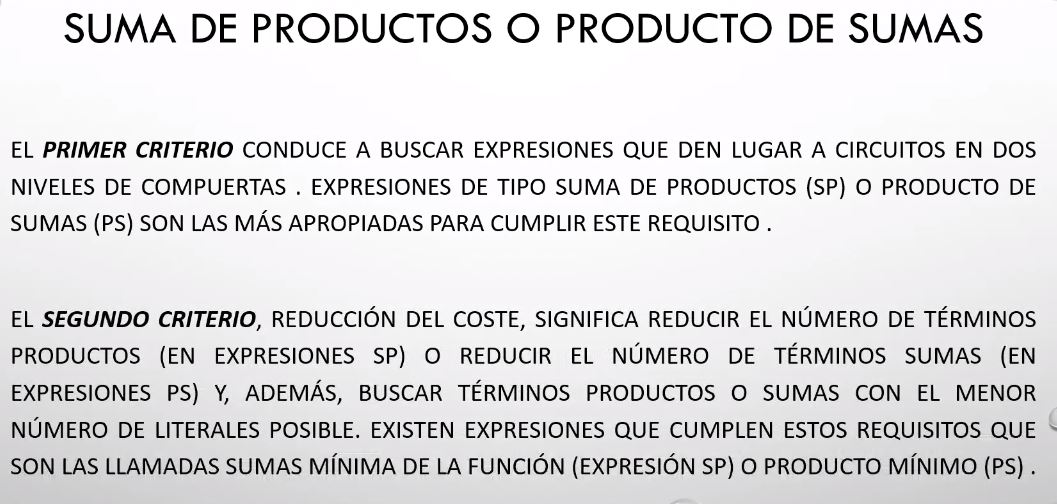 SUMA DE PRODUCTOS O PRODUCTO DE SUMAS
EL PRIMER CRITERIO CONDUCE A BUSCAR EXPRESIONES QUE DEN LUGAR A CIRCUITOS EN DOS
NIVELES DE COMPUERTAS . EXPRESIONES DE TIPO SUMA DE PRODUCTOS (SP) O PRODUCTO DE
SUMAS (PS) SON LAS MÁS APROPIADAS PARA CUMPLIR ESTE REQUISITO .
EL SEGUNDO CRITERIO, REDUCCIÓN DEL COSTE, SIGNIFICA REDUCIR EL NÚMERO DE TÉRMINOS
PRODUCTOS (EN EXPRESIONES SP) O REDUCIR EL NÚMERO DE TÉRMINOS SUMAS (EN
EXPRESIONES PS) Y, ADEMÁS, BUSCAR TÉRMINOS PRODUCTOS O SUMAS CON EL MENOR
NÚMERO DE LITERALES POSIBLE. EXISTEN EXPRESIONES QUE CUMPLEN ESTOS REQUISITOS QUE
SON LAS LLAMADAS SUMAS MÍNIMA DE LA FUNCIÓN (EXPRESIÓN SP) O PRODUCTO MÍNIMO (PS) .